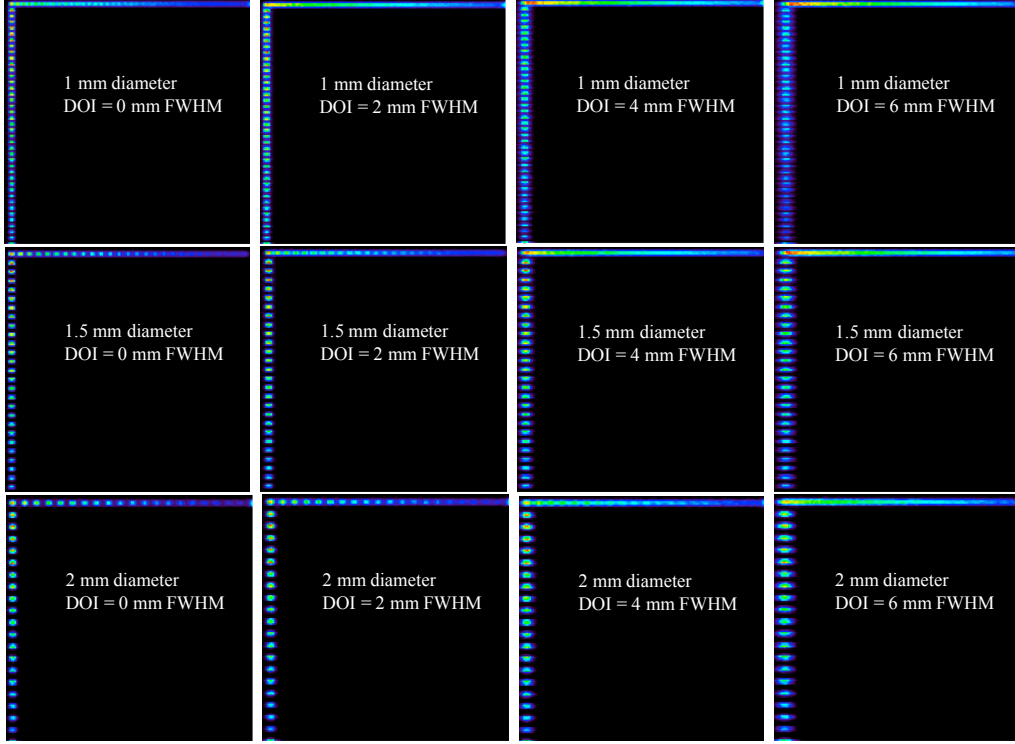 1 mm diameter
DOI = 0 mm FWHM
1 mm diameter
DOI = 2 mm FWHM
1 mm diameter
DOI = 4 mm FWHM
1 mm diameter
DOI = 6 mm FWHM
1.5 mm diameter
DOI = 0 mm FWHM
1.5 mm diameter
DOI = 2 mm FWHM
1.5 mm diameter
DOI = 4 mm FWHM
1.5 mm diameter
DOI = 6 mm FWHM
2 mm diameter
DOI = 0 mm FWHM
2 mm diameter
DOI = 2 mm FWHM
2 mm diameter
DOI = 4 mm FWHM
2 mm diameter
DOI = 6 mm FWHM